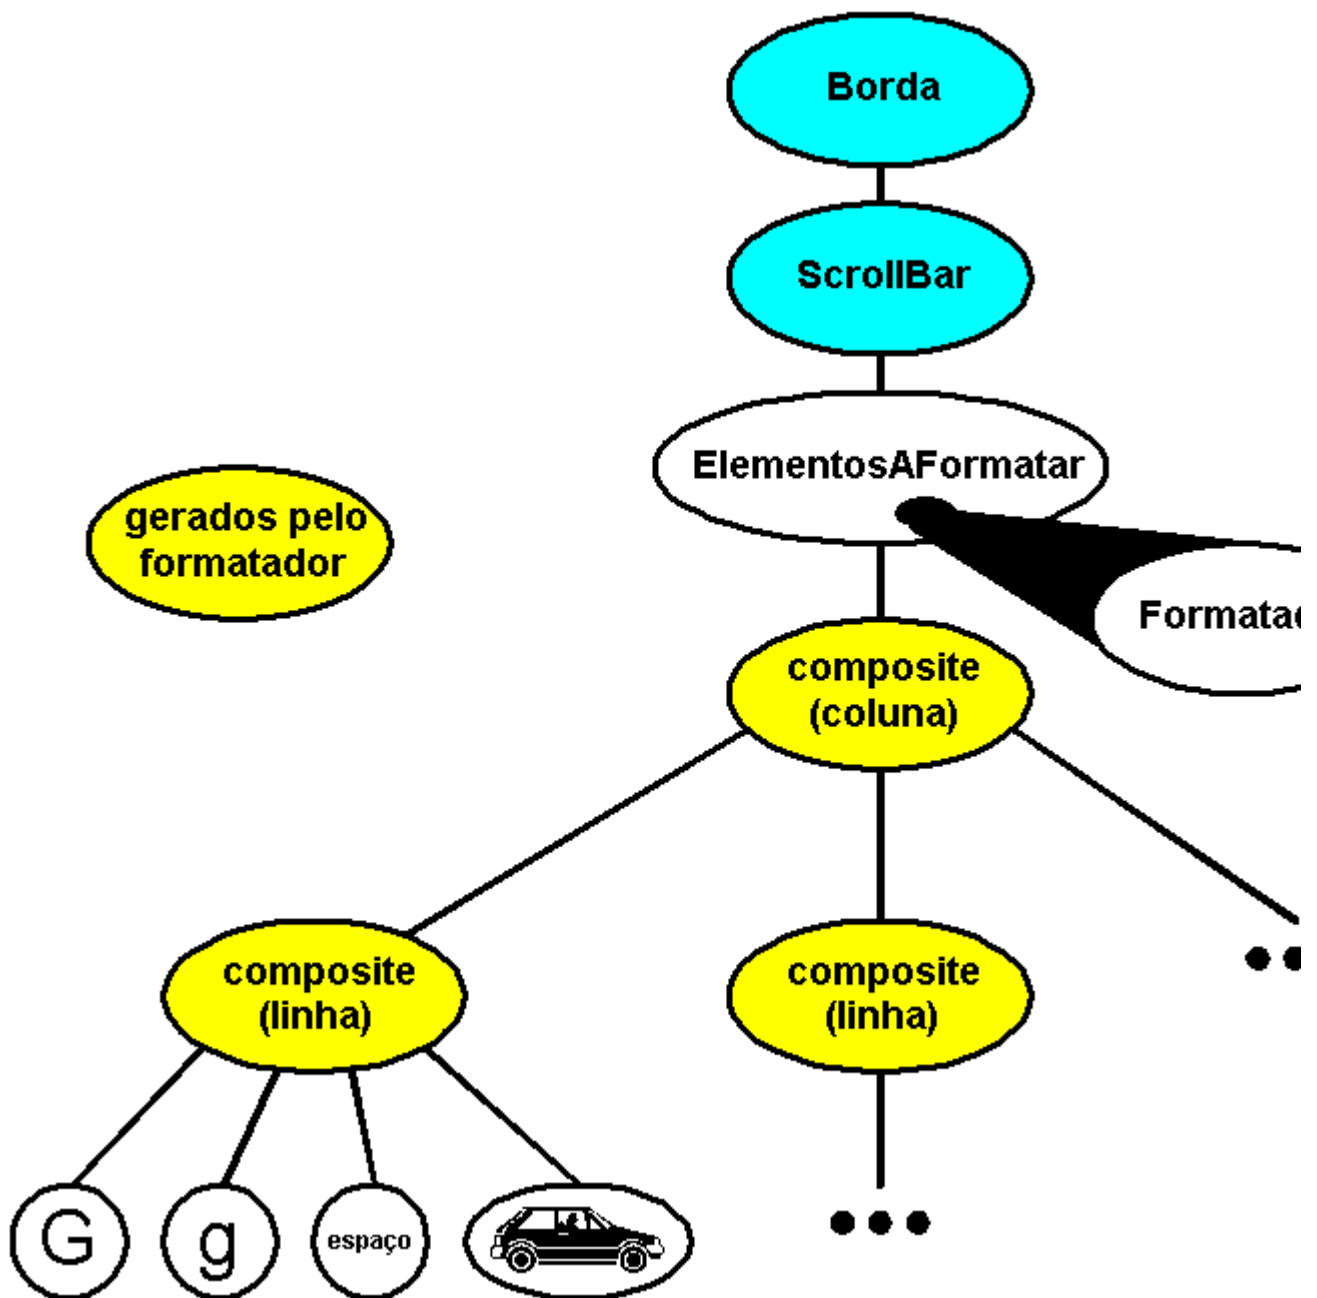 Borda
ScrollBar
ElementosAFormatar
gerados pelo
formatador
composite
(coluna)
composite
(linha)
composite
(linha)
G
g
espaço